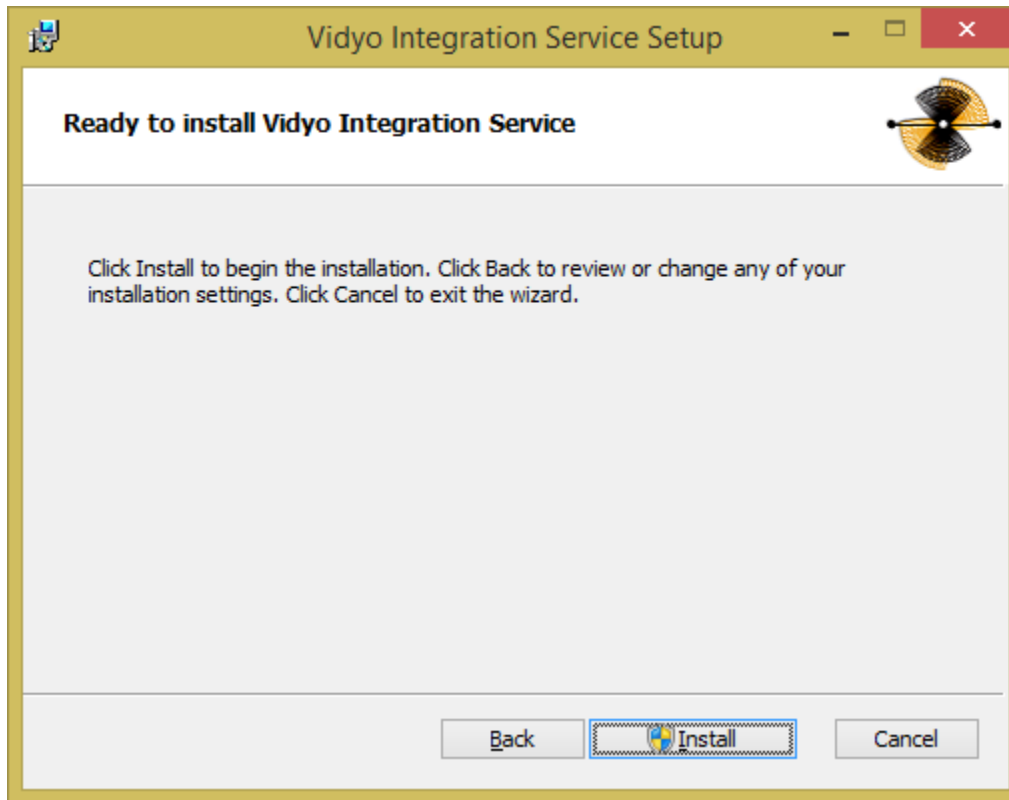 Vidyo Integration Service Setup
Ready to install Vidyo Integration Service
Click Install to begin the installation. Click Back to review or change any of your
installation settings. Click Cancel to exit the wizard.
Back Install Cancel